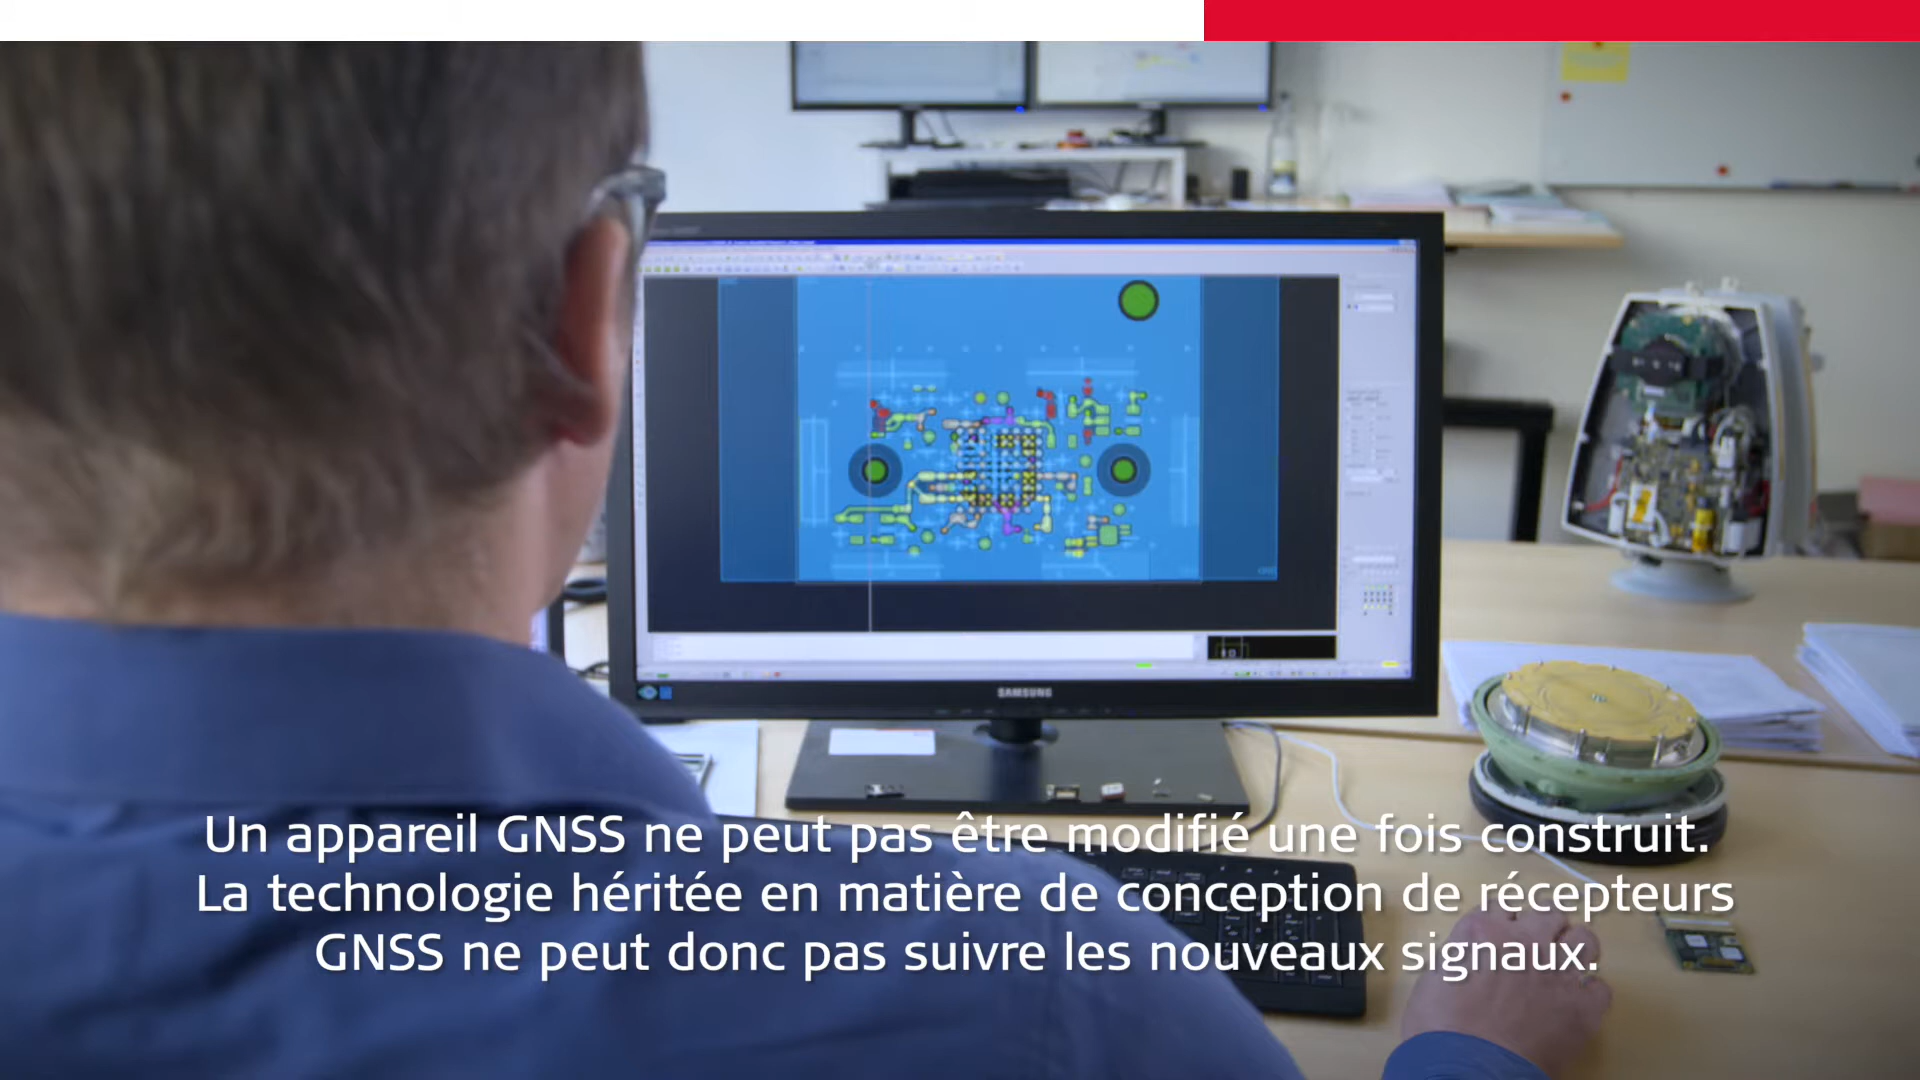 SAMSUNG
Un appareil GNSS ne peut pas être modifié une fois construit.
La technologie héritée en matière de conception de récepteurs
GNSS ne peut donc pas suivre les nouveaux signaux.